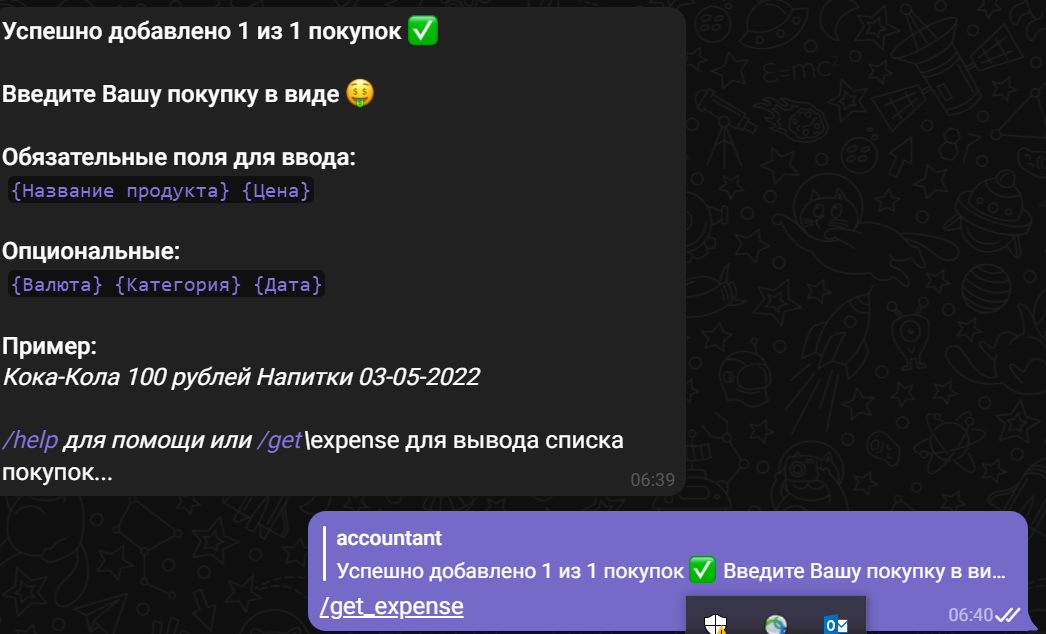 Успешно добавлено 1 из 1 покупок ✅
Введите Вашу покупку в виде 🤑
Обязательные поля для ввода:
{Название продукта} {Цена}
Опциональные:
{Валюта} {Категория} {Дата}
Пример:
Кока-Кола 100 рублей Напитки 03-05-2022
/help для помощи или /get\expense для вывода списка
покупок...
06:39
accountant
Успешно добавлено 1 из 1 покупок ✅ Введите Вашу покупку в ви...
/get_expense
06:40
E=mc²